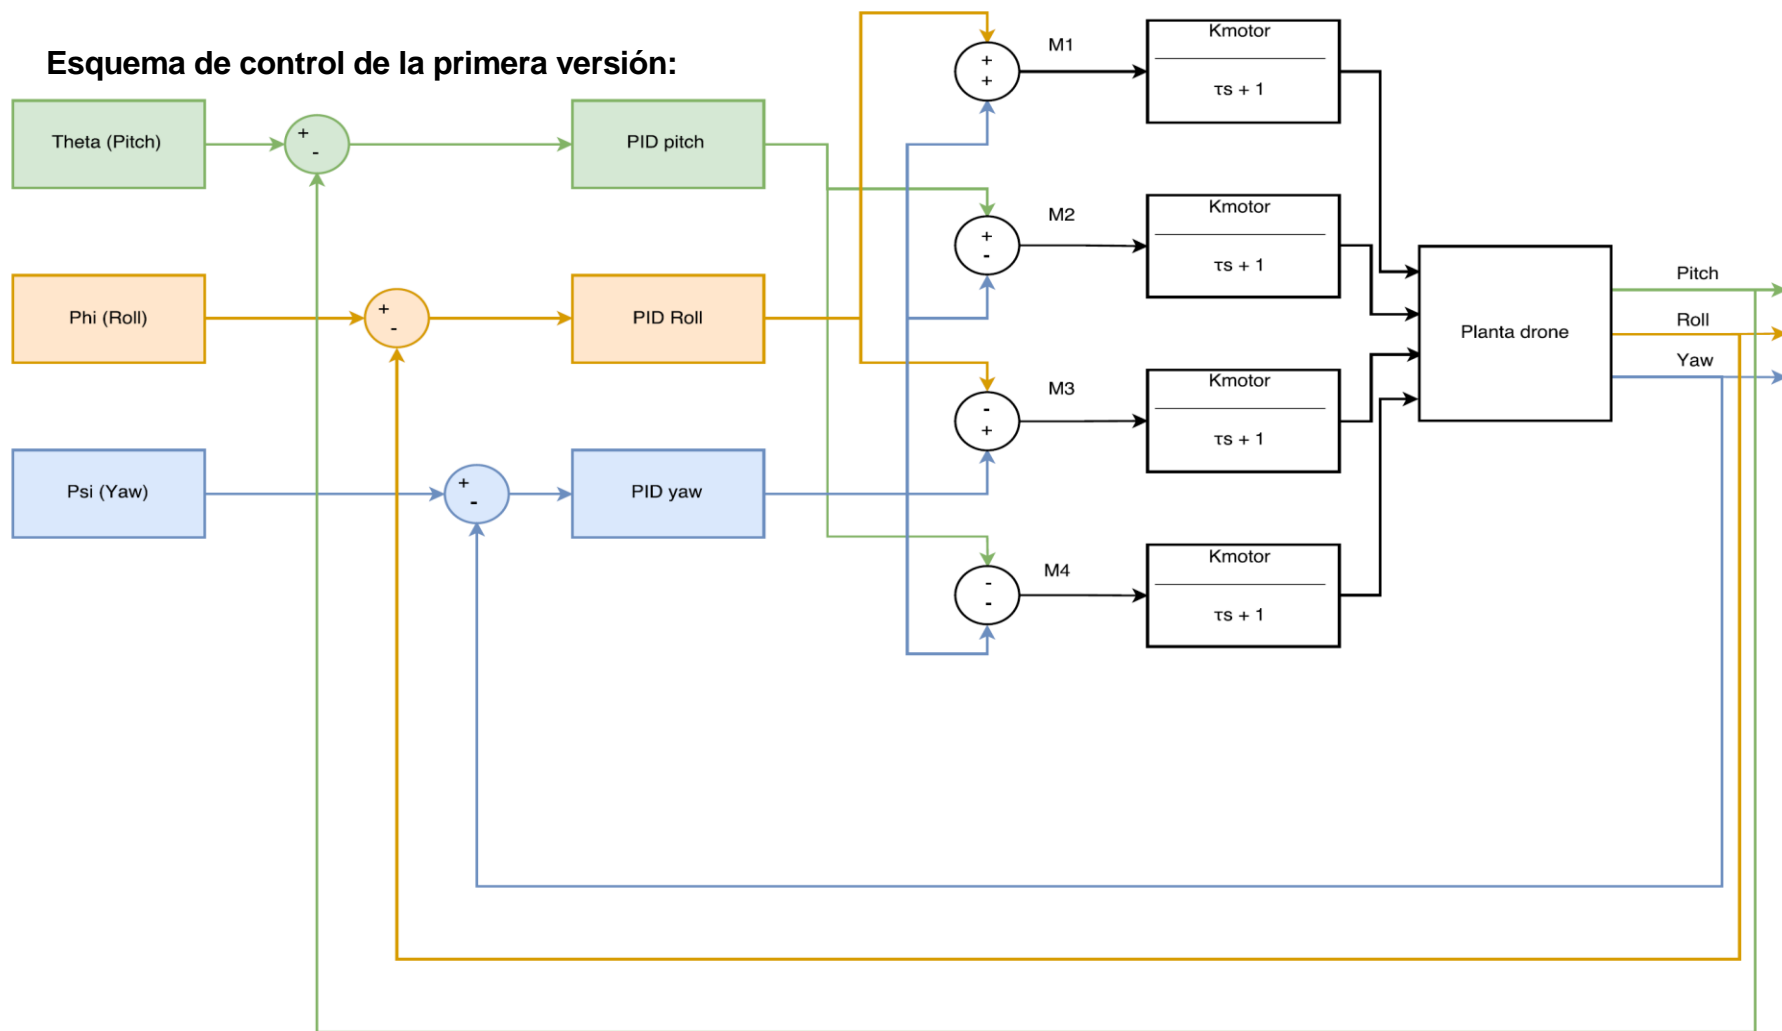 Esquema de control de la primera versión:
Theta (Pitch)
+
-
PID pitch
Phi (Roll)
+
-
PID Roll
Psi (Yaw)
+
-
PID yaw
+
+
M1
Kmotor
τs + 1
+
-
M2
Kmotor
τs + 1
-
+
M3
Kmotor
τs + 1
-
-
M4
Kmotor
τs + 1
Planta drone
Pitch
Roll
Yaw